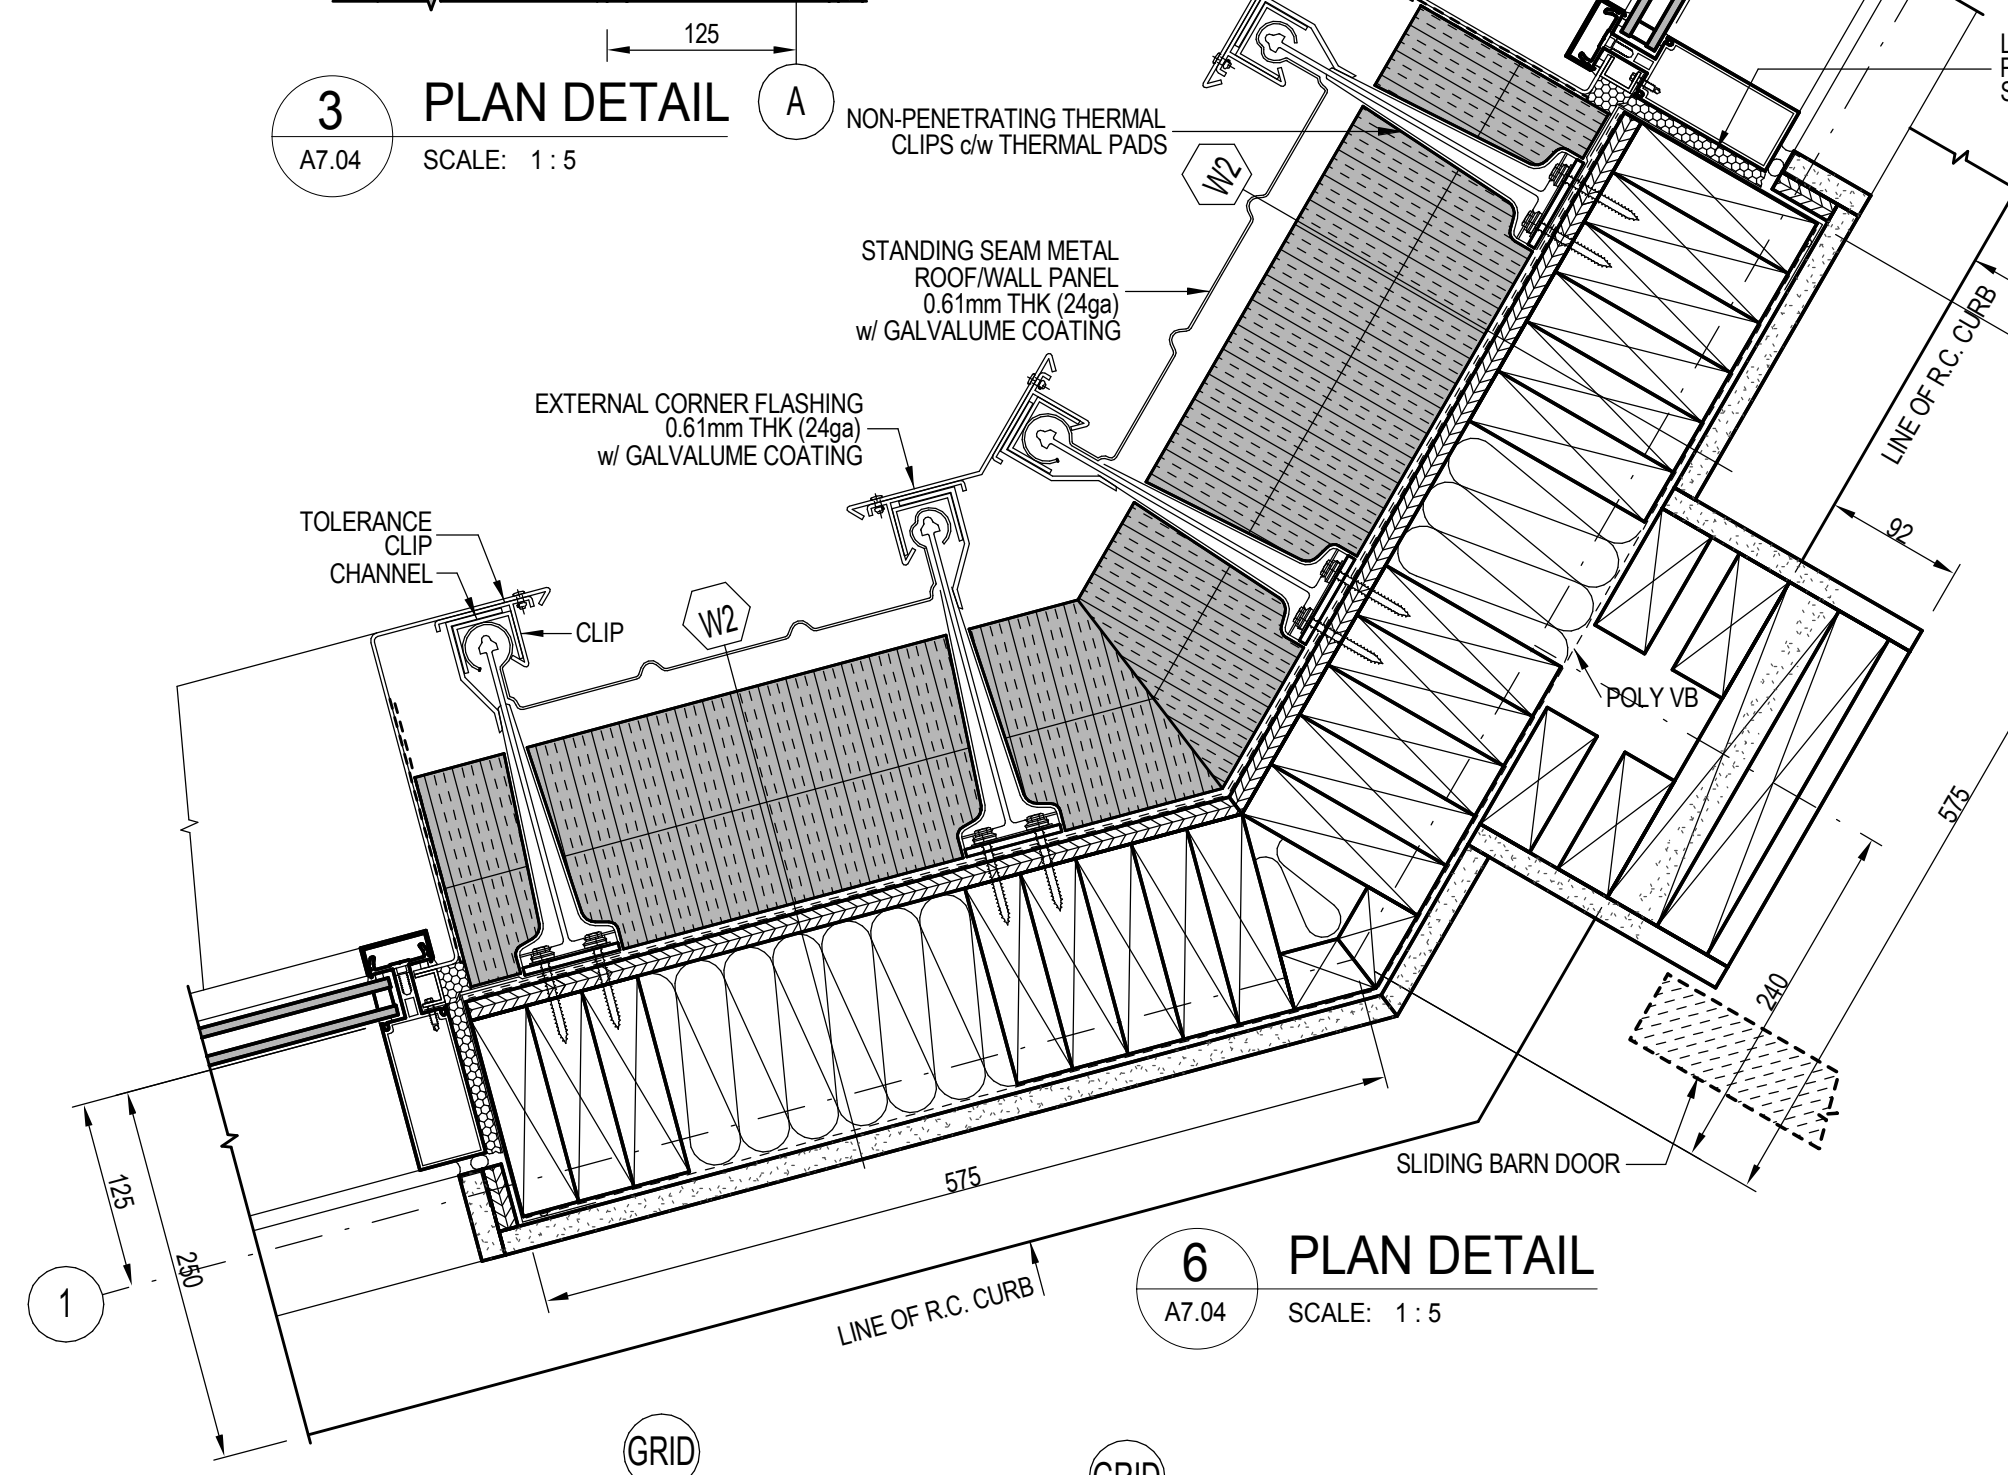 125
3
A7.04
PLAN DETAIL
SCALE: 1 : 5
A
NON-PENETRATING THERMAL
CLIPS c/w THERMAL PADS
W2
STANDING SEAM METAL
ROOF/WALL PANEL
0.61mm THK (24ga)
w/ GALVALUME COATING
EXTERNAL CORNER FLASHING
0.61mm THK (24ga)
w/ GALVALUME COATING
TOLERANCE
CLIP
CHANNEL
CLIP
W2
LINE OF R.C. CURB
92
POLY VB
575
240
SLIDING BARN DOOR
575
125
250
1
LINE OF R.C. CURB
6
A7.04
PLAN DETAIL
SCALE: 1 : 5
GRID
GRID